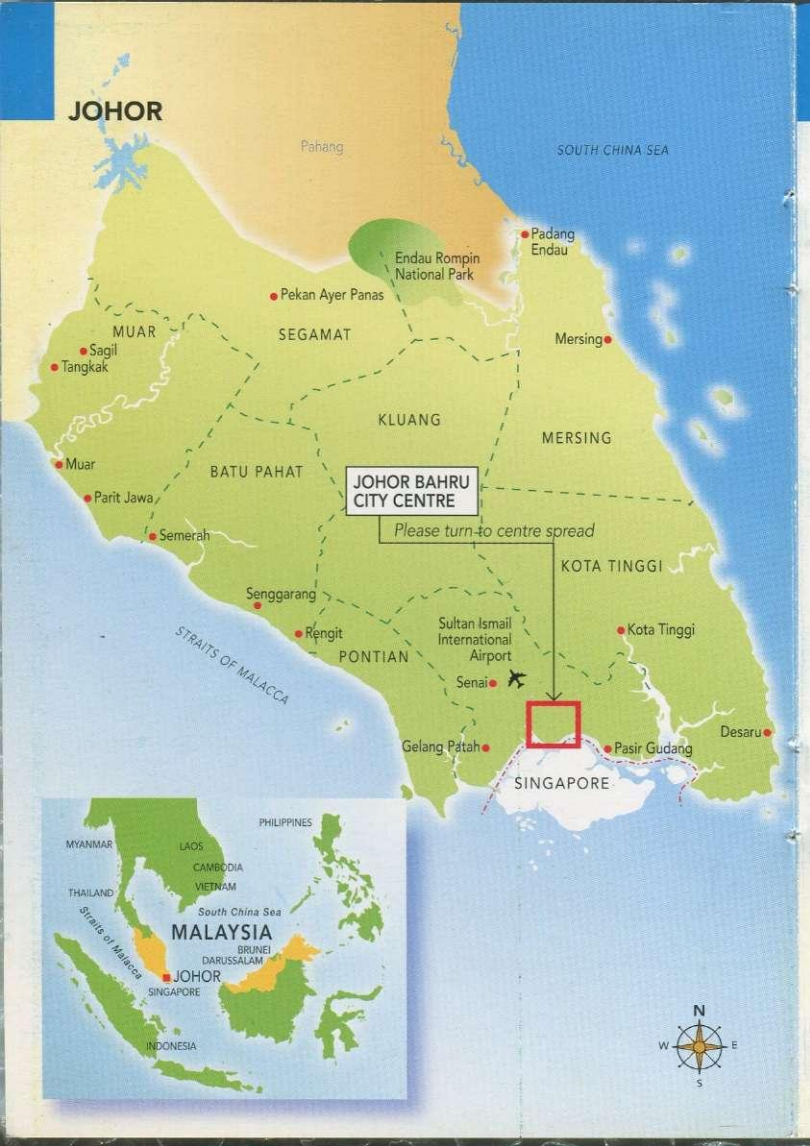 JOHOR
Pahang
SOUTH CHINA SEA
Padang
Endau
Endau Rompin
National Park
Pekan Ayer Panas
MUAR
SEGAMAT
Mersing
Sagil
Tangkak
KLUANG
MERSING
Muar
BATU PAHAT
JOHOR BAHRU
CITY CENTRE
Parit Jawa
Please turn to centre spread
Semerah
KOTA TINGGI
Senggarang
Sultan Ismail
International
Airport
Kota Tinggi
Rengit
STRAITS OF MALACCA
PONTIAN
Senai
Desaru
Gelang Patah
Pasir Gudang
SINGAPORE
PHILIPPINES
MYANMAR
LAOS
CAMBODIA
VIETNAM
THAILAND
South China Sea
Straits of Malacca
MALAYSIA
BRUNEI
DARUSSALAM
JOHOR
SINGAPORE
INDONESIA
N
W
E
S